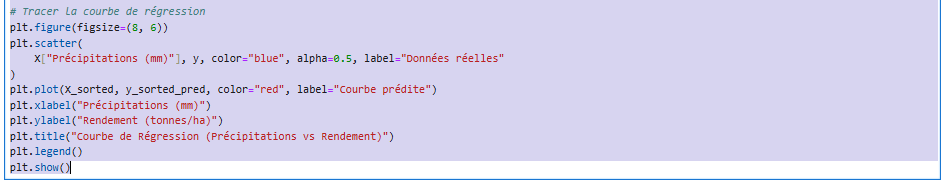 # Tracer La courbe de régression
plt.figure(figsize=(8, 6))
plt.scatter(
    X["Précipitations (mm)"], y, color="blue", alpha=0.5, label="Données réelles"
)
plt.plot(X_sorted, y_sorted_pred, color="red", label="Courbe prédite")
plt.xlabel("Précipitations (mm)")
plt.ylabel("Rendement (tonnes/ha)")
plt.title("Courbe de Régression (Précipitations vs Rendement)")
plt.legend()
plt.show()